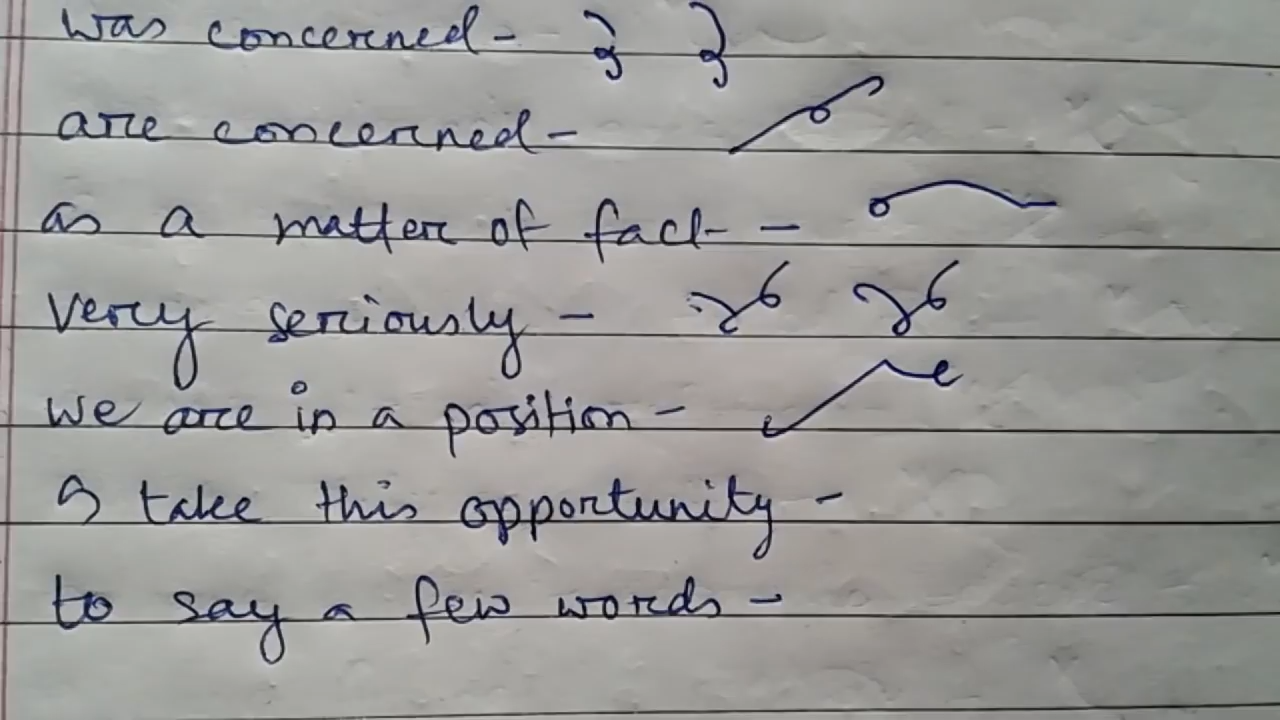 was concerned -
are concerned -
as a matter of fact -
very seriously -
we are in a position -
I take this opportunity -
to say a few words -